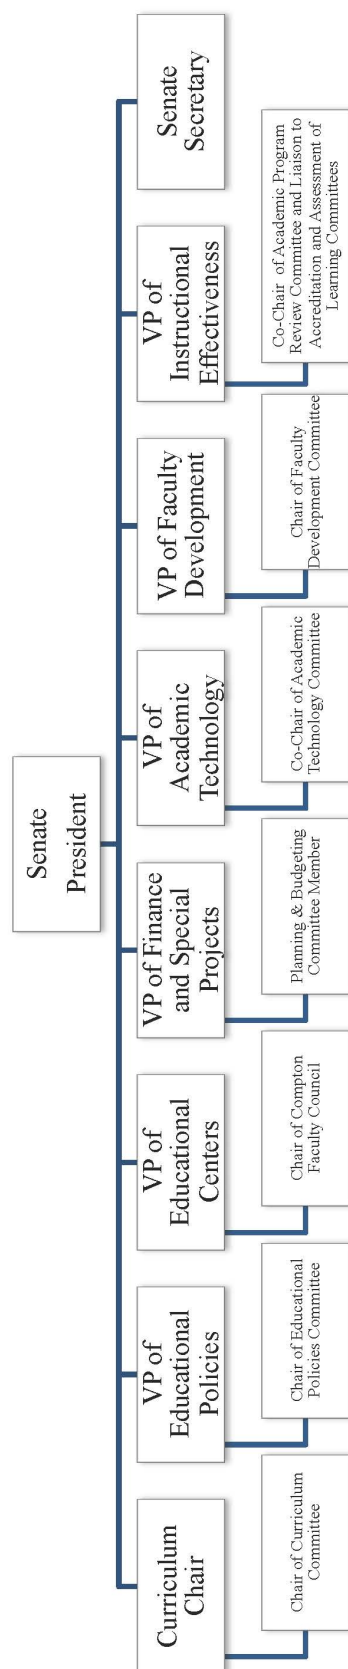 Senate
President
Curriculum
Chair
VP of
Educational
Policies
VP of
Educational
Centers
VP of Finance
and Special
Projects
VP of
Academic
Technology
VP of Faculty
Development
VP of
Instructional
Effectiveness
Senate
Secretary
Chair of Curriculum
Committee
Chair of Educational
Policies Committee
Chair of Compton
Faculty Council
Planning & Budgeting
Committee Member
Co-Chair of Academic
Technology Committee
Chair of Faculty
Development Committee
Co-Chair of Academic Program
Review Committee and Liaison to
Accreditation and Assessment of
Learning Committees